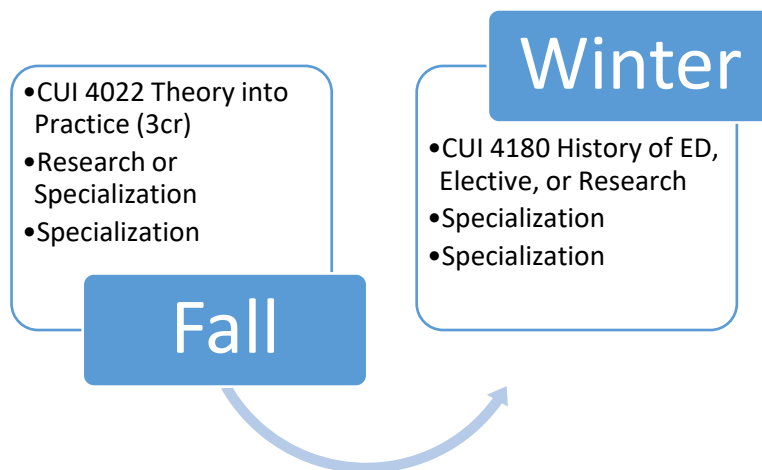 •CUI 4022 Theory into
Practice (3cr)
•Research or
Specialization
•Specialization
Fall
Winter
•CUI 4180 History of ED,
Elective, or Research
•Specialization
•Specialization